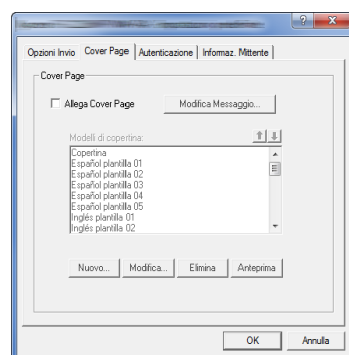 Opzioni Invio Cover Page Autenticazione Informaz. Mittente
Cover Page
Allega Cover Page Modifica Messaggio...
Modelli di copertina:
Copertina
Español plantilla 01
Español plantilla 02
Español plantilla 03
Español plantilla 04
Español plantilla 05
Inglés plantilla 01
Inglés plantilla 02
Nuovo... Modifica... Elimina Anteprima
OK Annulla